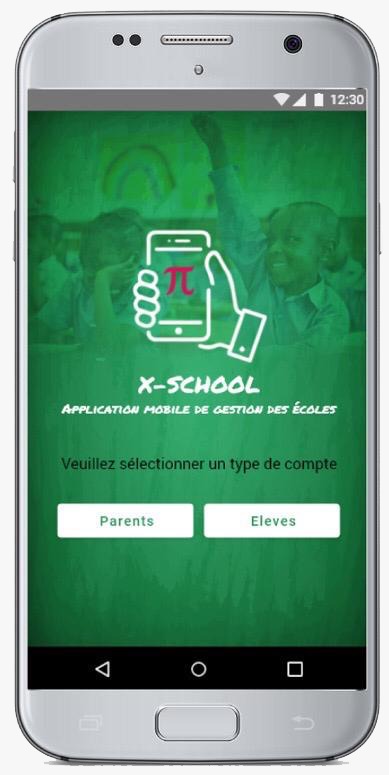 12:30
π
X-SCHOOL
Application mobile de gestion des écoles
Veuillez sélectionner un type de compte
Parents
Eleves